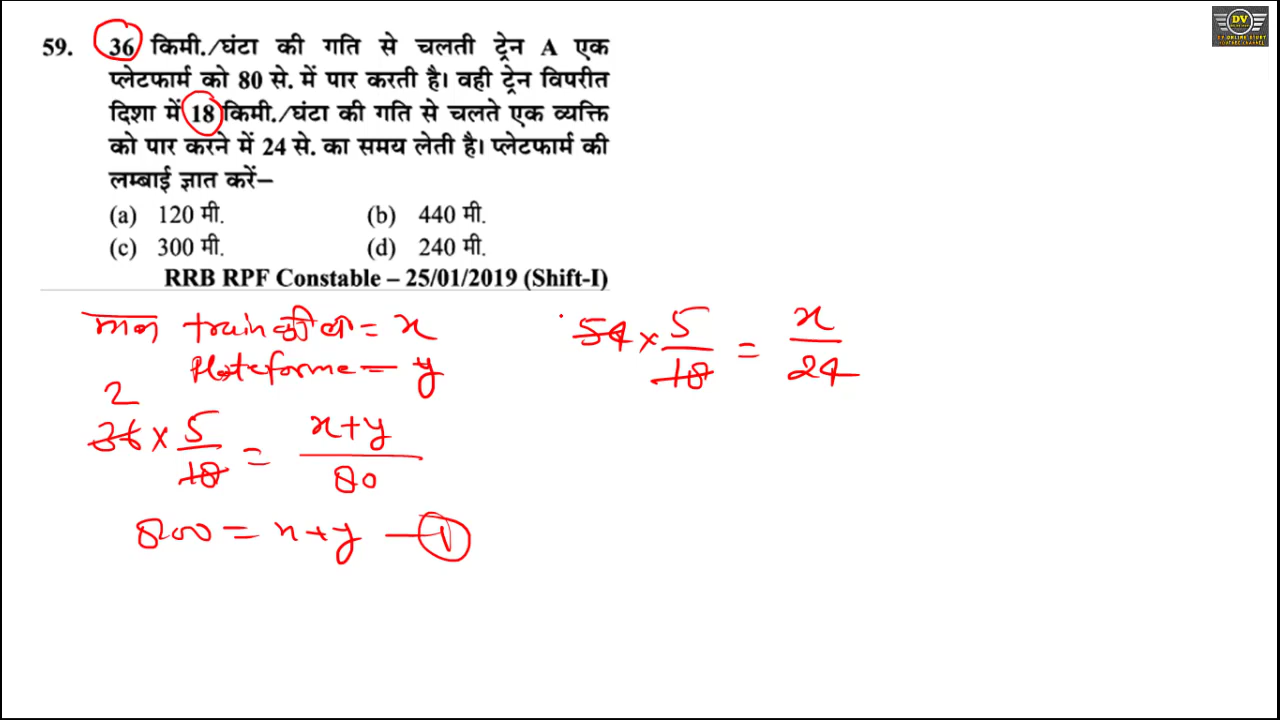 59. 36 किमी./घंटा की गति से चलती ट्रेन A एक
प्लेटफार्म को 80 से. में पार करती है। वही ट्रेन विपरीत
दिशा में 18 किमी./घंटा की गति से चलते एक व्यक्ति
को पार करने में 24 से. का समय लेती है। प्लेटफार्म की
लम्बाई ज्ञात करें–
(a) 120 मी. (b) 440 मी.
(c) 300 मी. (d) 240 मी.
RRB RPF Constable – 25/01/2019 (Shift-I)
माना train की ल० = x
Plateforme = y
2
36 × 5/18 = x+y/80
800 = x+y — 1
54 × 5/18 = x/24
DV